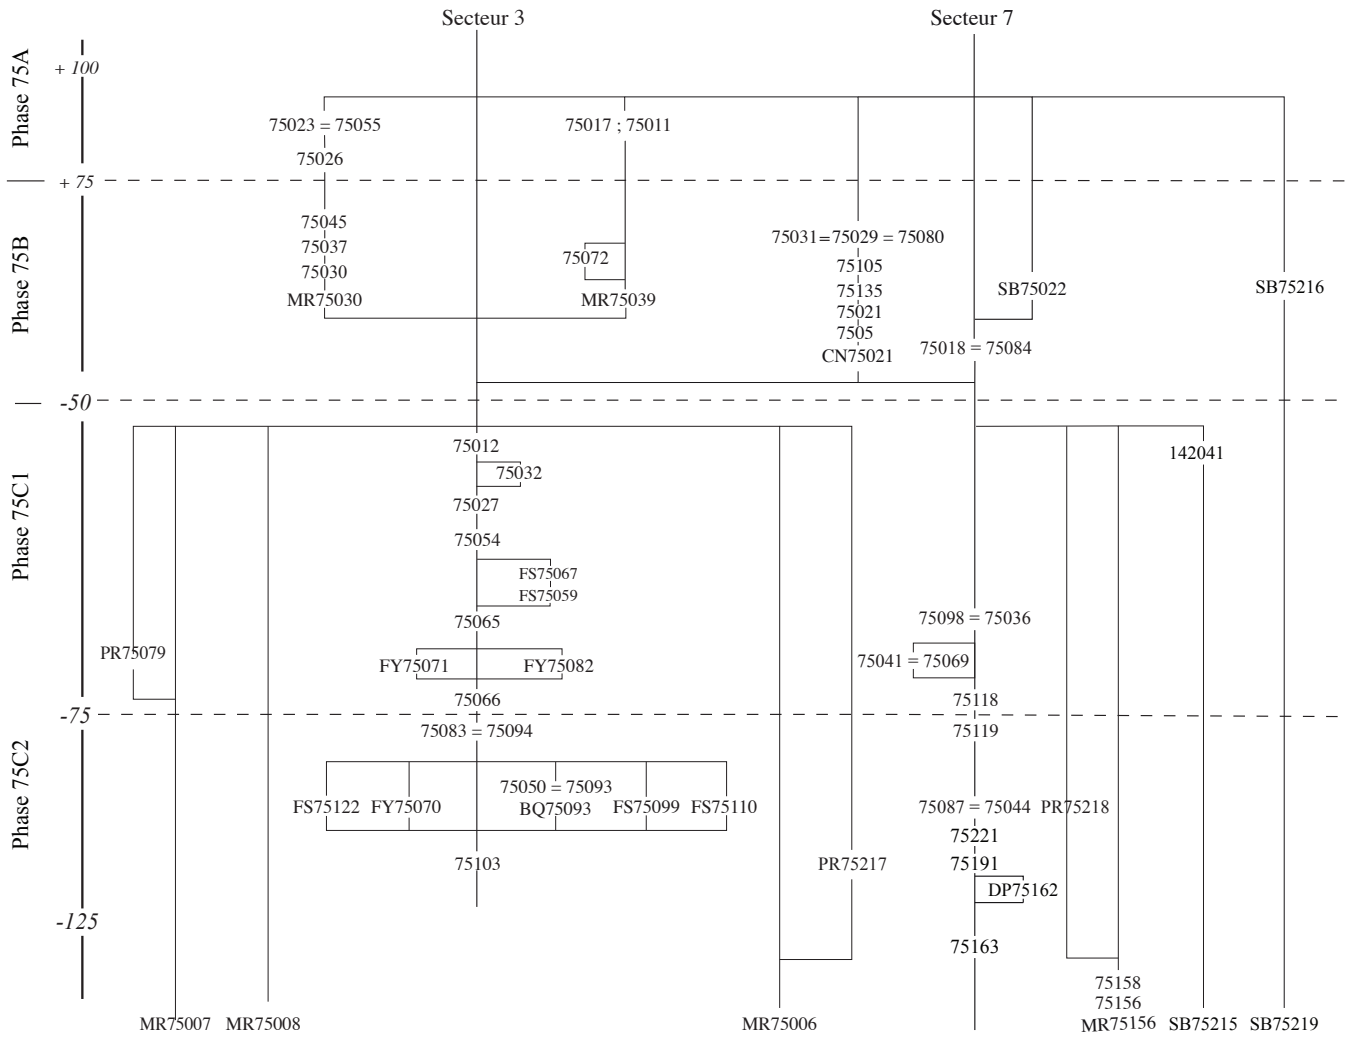 Secteur 3
Secteur 7
Phase 75A
+ 100
75023 = 75055
75017 ; 75011
75026
+ 75
Phase 75B
75045
75037
75030
MR75030
75072
MR75039
75031=75029 = 75080
75105
75135
75021
7505
CN75021
SB75022
75018 = 75084
SB75216
-50
Phase 75C1
75012
75032
75027
75054
FS75067
FS75059
75065
FY75071
FY75082
75066
PR75079
142041
75098 = 75036
75041 = 75069
75118
-75
Phase 75C2
75083 = 75094
75119
75050 = 75093
FS75122
FY75070
BQ75093
FS75099
FS75110
75087 = 75044
PR75218
75221
75103
PR75217
75191
DP75162
-125
75163
75158
75156
MR75007
MR75008
MR75006
MR75156
SB75215
SB75219